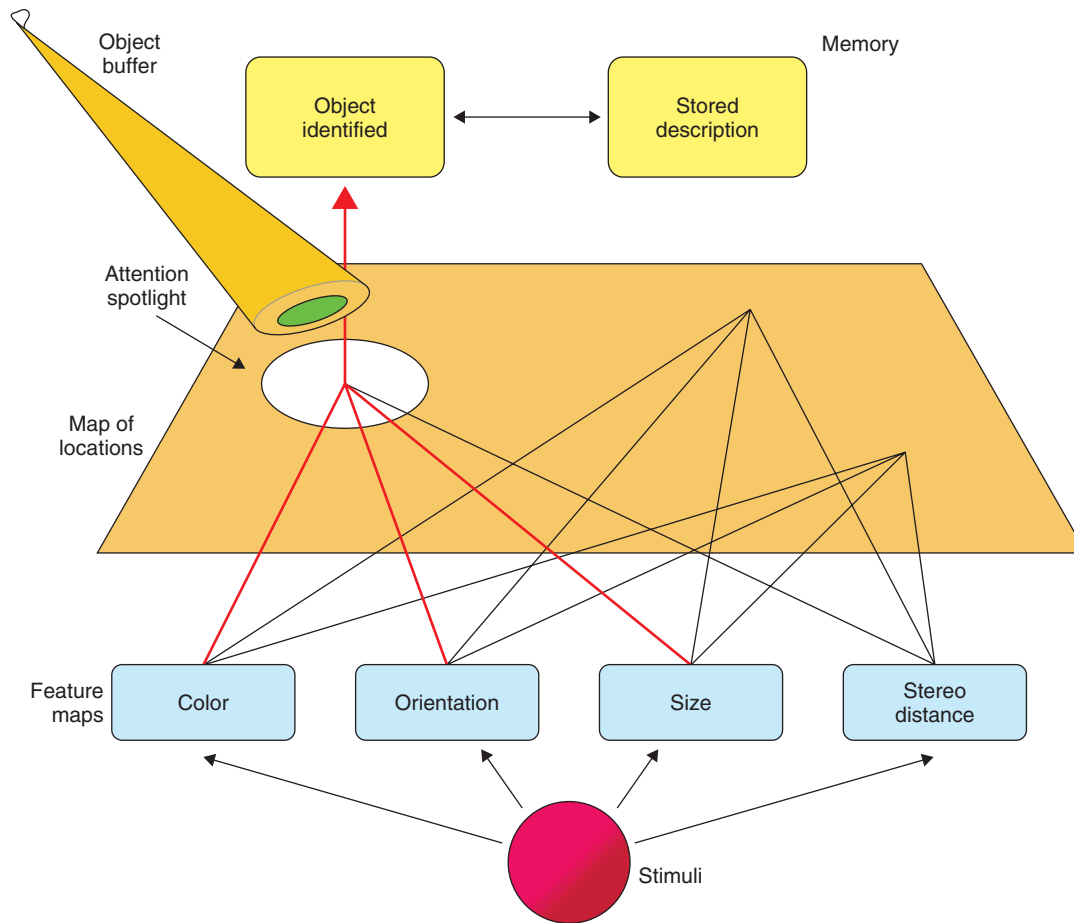 Object
buffer
Memory
Object
identified
Stored
description
Attention
spotlight
Map of
locations
Feature
maps
Color
Orientation
Size
Stereo
distance
Stimuli